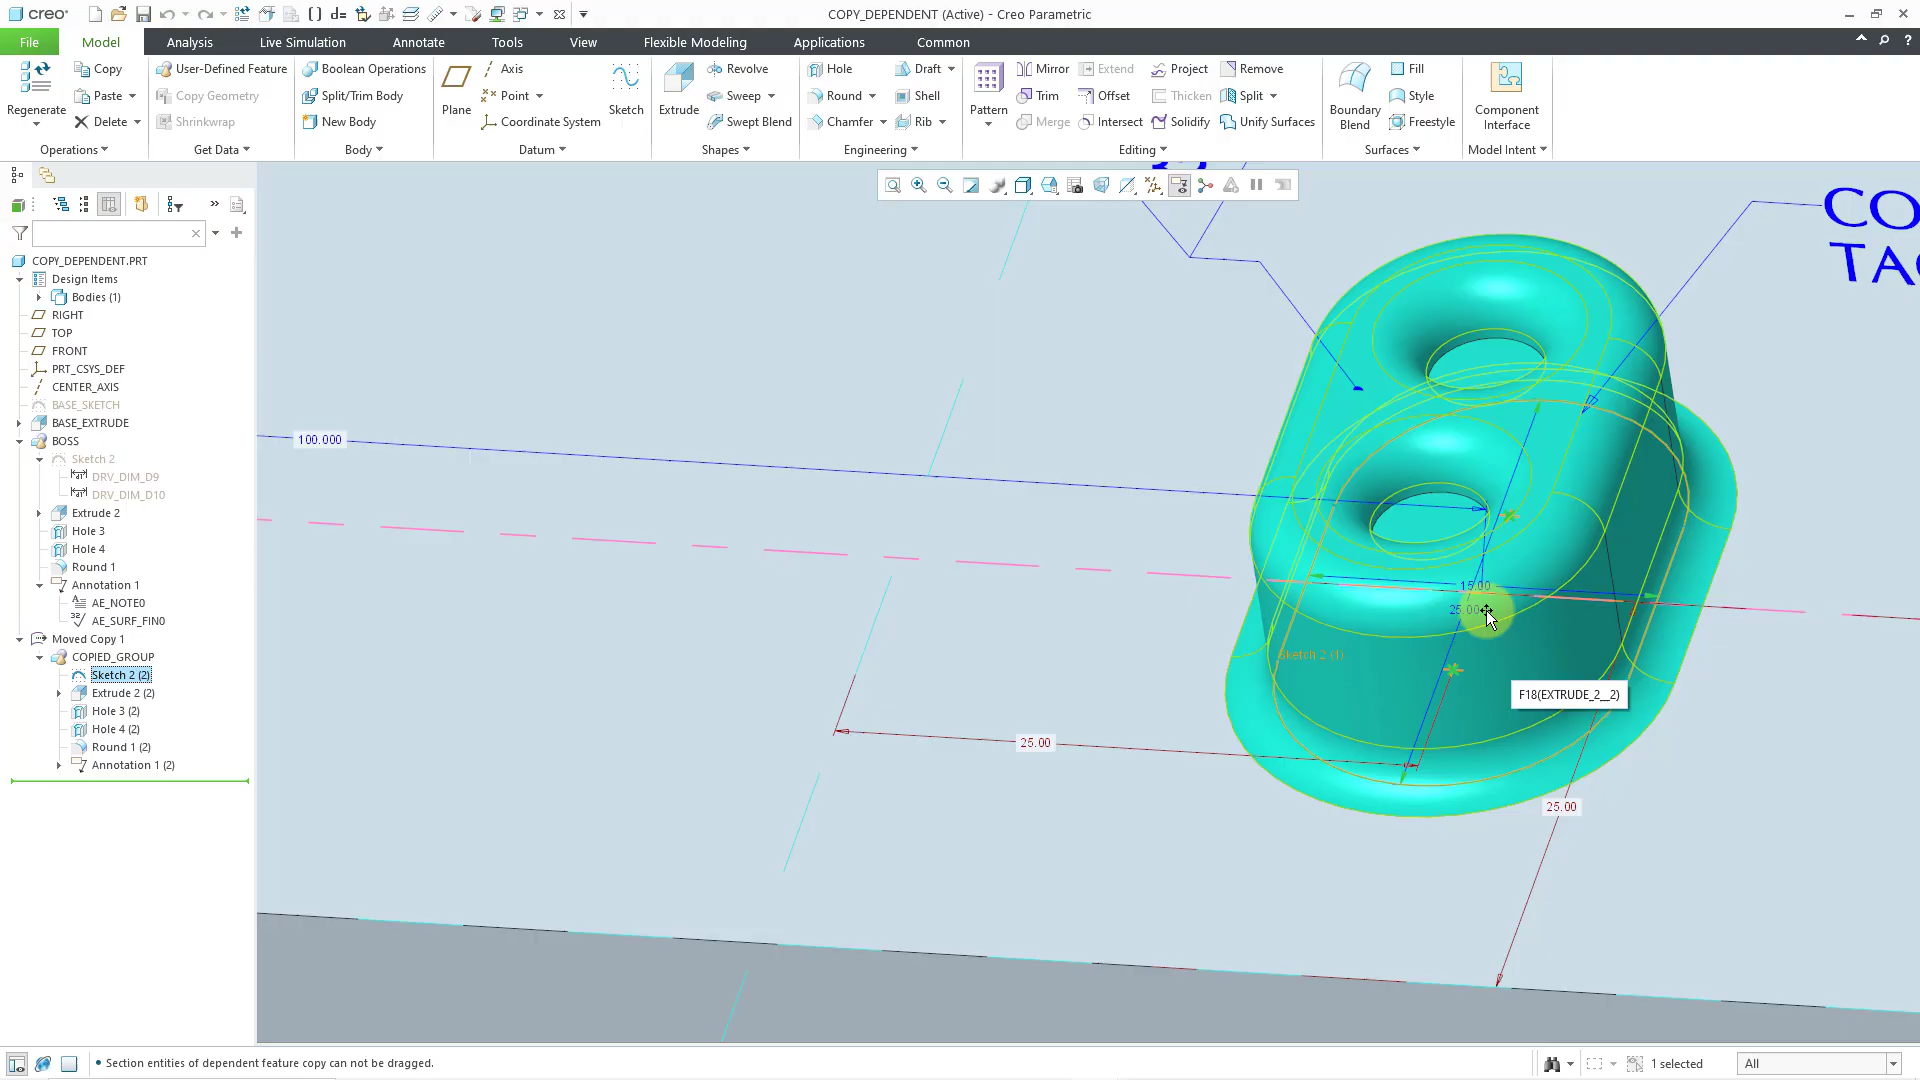 creo
COPY_DEPENDENT (Active) - Creo Parametric
File
Model
Analysis
Live Simulation
Annotate
Tools
View
Flexible Modeling
Applications
Common
Regenerate
Copy
Paste
Delete
Operations
User-Defined Feature
Copy Geometry
Shrinkwrap
Get Data
Boolean Operations
Split/Trim Body
New Body
Body
Plane
Axis
Point
Coordinate System
Sketch
Datum
Extrude
Revolve
Sweep
Swept Blend
Shapes
Hole
Round
Chamfer
Draft
Shell
Rib
Engineering
Pattern
Mirror
Trim
Merge
Extend
Offset
Intersect
Project
Thicken
Solidify
Remove
Split
Unify Surfaces
Editing
Boundary
Blend
Fill
Style
Freestyle
Surfaces
Component
Interface
Model Intent
COPY_DEPENDENT.PRT
Design Items
Bodies (1)
RIGHT
TOP
FRONT
PRT_CSYS_DEF
CENTER_AXIS
BASE_SKETCH
BASE_EXTRUDE
BOSS
Sketch 2
DRV_DIM_D9
DRV_DIM_D10
Extrude 2
Hole 3
Hole 4
Round 1
Annotation 1
AE_NOTE0
AE_SURF_FIN0
Moved Copy 1
COPIED_GROUP
Sketch 2 (2)
Extrude 2 (2)
Hole 3 (2)
Hole 4 (2)
Round 1 (2)
Annotation 1 (2)
CO
TA
100.000
15.00
25.00
Sketch 2 (1)
F18(EXTRUDE_2__2)
25.00
25.00
• Section entities of dependent feature copy can not be dragged.
1 selected
All